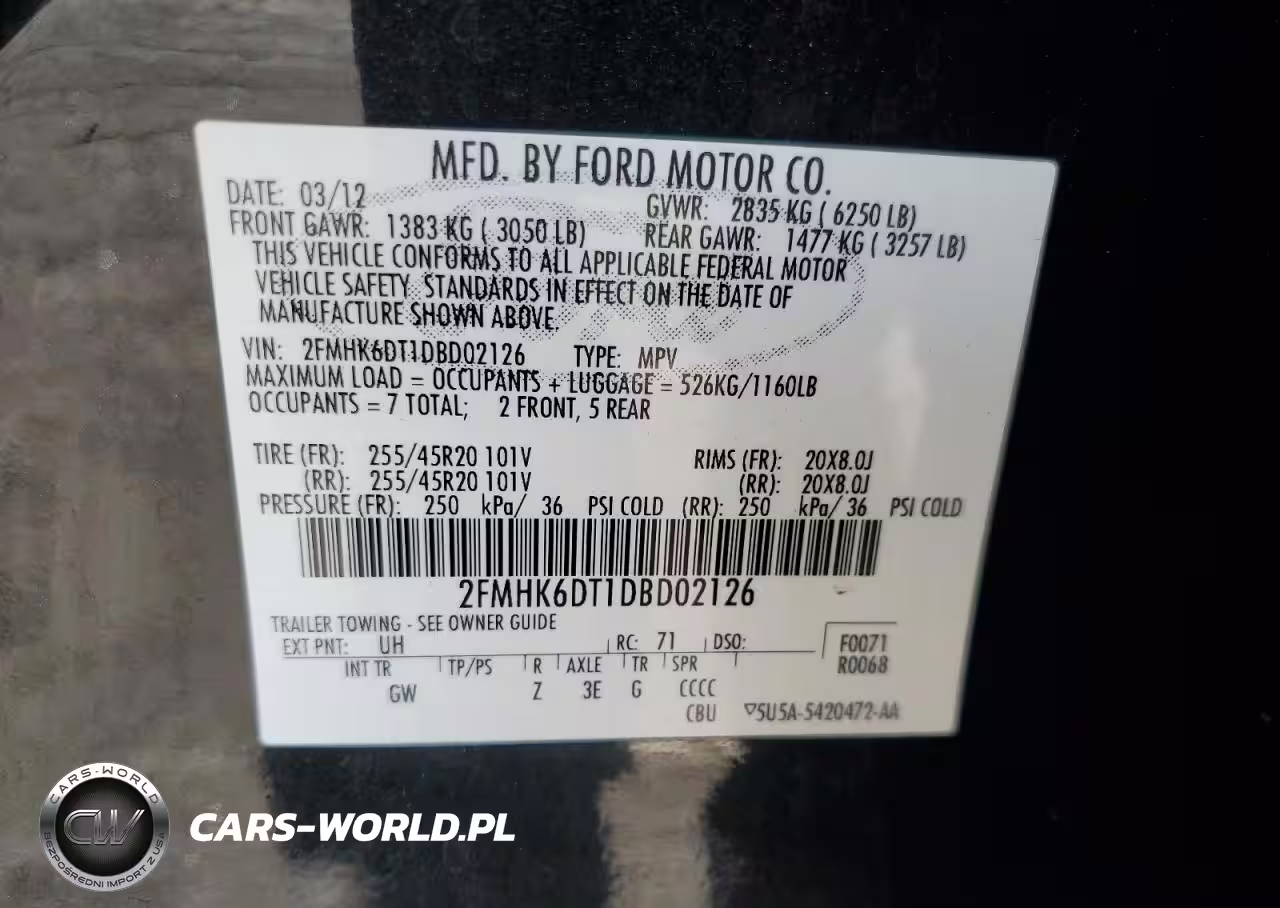 MFD. BY FORD MOTOR CO.
DATE: 03/12 GVWR: 2835 KG ( 6250 LB)
FRONT GAWR: 1383 KG ( 3050 LB) REAR GAWR: 1477 KG ( 3257 LB)
THIS VEHICLE CONFORMS TO ALL APPLICABLE FEDERAL MOTOR
VEHICLE SAFETY STANDARDS IN EFFECT ON THE DATE OF
MANUFACTURE SHOWN ABOVE.
VIN: 2FMHK6DT1DBD02126 TYPE: MPV
MAXIMUM LOAD = OCCUPANTS + LUGGAGE = 526KG/1160LB
OCCUPANTS = 7 TOTAL; 2 FRONT, 5 REAR
TIRE (FR): 255/45R20 101V RIMS (FR): 20X8.0J
(RR): 255/45R20 101V (RR): 20X8.0J
PRESSURE (FR): 250 kPa/ 36 PSI COLD (RR): 250 kPa/ 36 PSI COLD
2FMHK6DT1DBD02126
TRAILER TOWING - SEE OWNER GUIDE
EXT PNT: UH RC: 71 DSO: F0071
INT TR TP/PS R AXLE TR SPR R0068
GW Z 3E G CCCC
CBU ▽5U5A-5420472-AA
CARS-WORLD
CW
BEZPOŚREDNI IMPORT Z USA
CARS-WORLD.PL